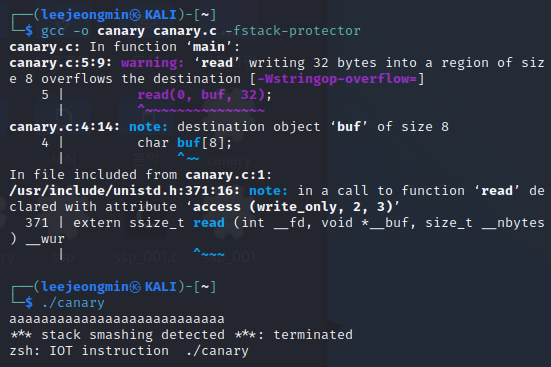 ┌──(leejeongmin㉿KALI)-[~]
└─$ gcc -o canary canary.c -fstack-protector
canary.c: In function ‘main’:
canary.c:5:9: warning: ‘read’ writing 32 bytes into a region of siz
e 8 overflows the destination [-Wstringop-overflow=]
    5 |         read(0, buf, 32);
      |         ^~~~~~~~~~~~~~~~
canary.c:4:14: note: destination object ‘buf’ of size 8
    4 |         char buf[8];
      |              ^~~
In file included from canary.c:1:
/usr/include/unistd.h:371:16: note: in a call to function ‘read’ de
clared with attribute ‘access (write_only, 2, 3)’
  371 | extern ssize_t read (int __fd, void *__buf, size_t __nbytes
) __wur
      |                ^~~~
┌──(leejeongmin㉿KALI)-[~]
└─$ ./canary
aaaaaaaaaaaaaaaaaaaaaaaaaaa
*** stack smashing detected ***: terminated
zsh: IOT instruction  ./canary